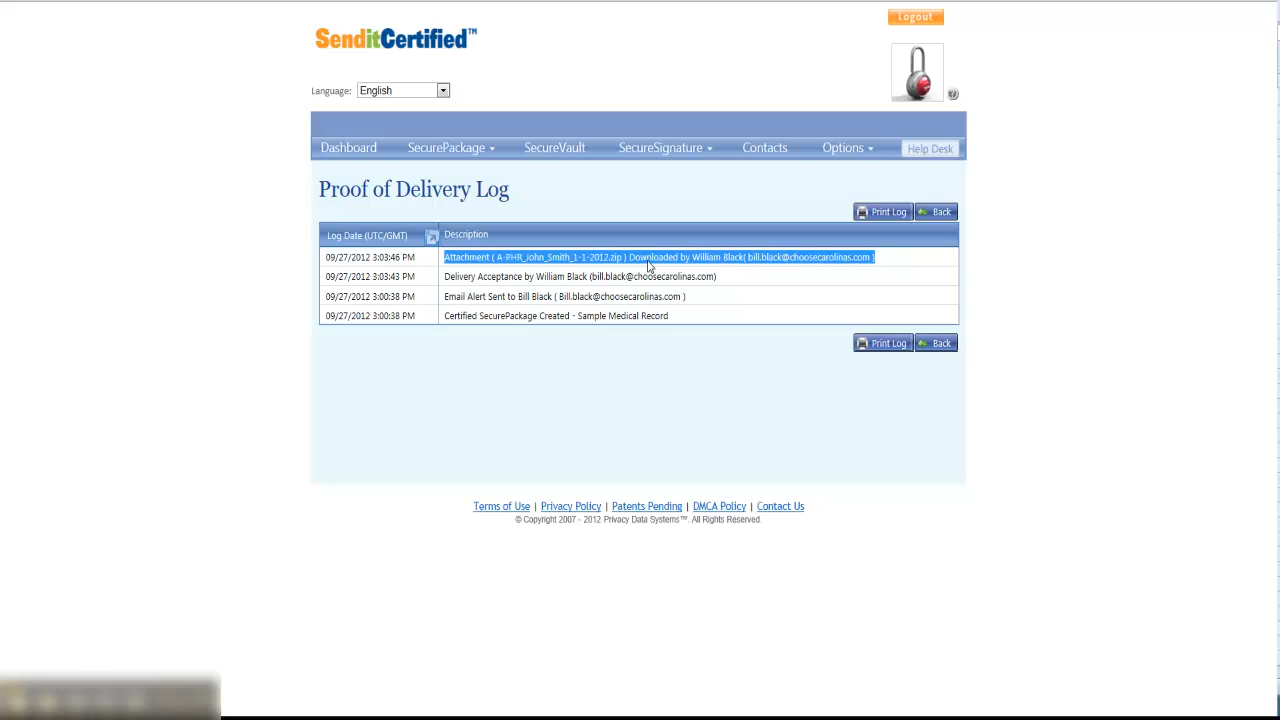 Logout
SenditCertified™
Language: English
Dashboard SecurePackage SecureVault SecureSignature Contacts Options Help Desk
Proof of Delivery Log
Print Log Back
Log Date (UTC/GMT) Description
09/27/2012 3:03:46 PM Attachment ( A-PHR_John_Smith_1-1-2012.zip ) Downloaded by William Black( bill.black@choosecarolinas.com )
09/27/2012 3:03:43 PM Delivery Acceptance by William Black (bill.black@choosecarolinas.com)
09/27/2012 3:00:38 PM Email Alert Sent to Bill Black ( Bill.black@choosecarolinas.com )
09/27/2012 3:00:38 PM Certified SecurePackage Created - Sample Medical Record
Print Log Back
Terms of Use | Privacy Policy | Patents Pending | DMCA Policy | Contact Us
© Copyright 2007 - 2012 Privacy Data Systems™. All Rights Reserved.